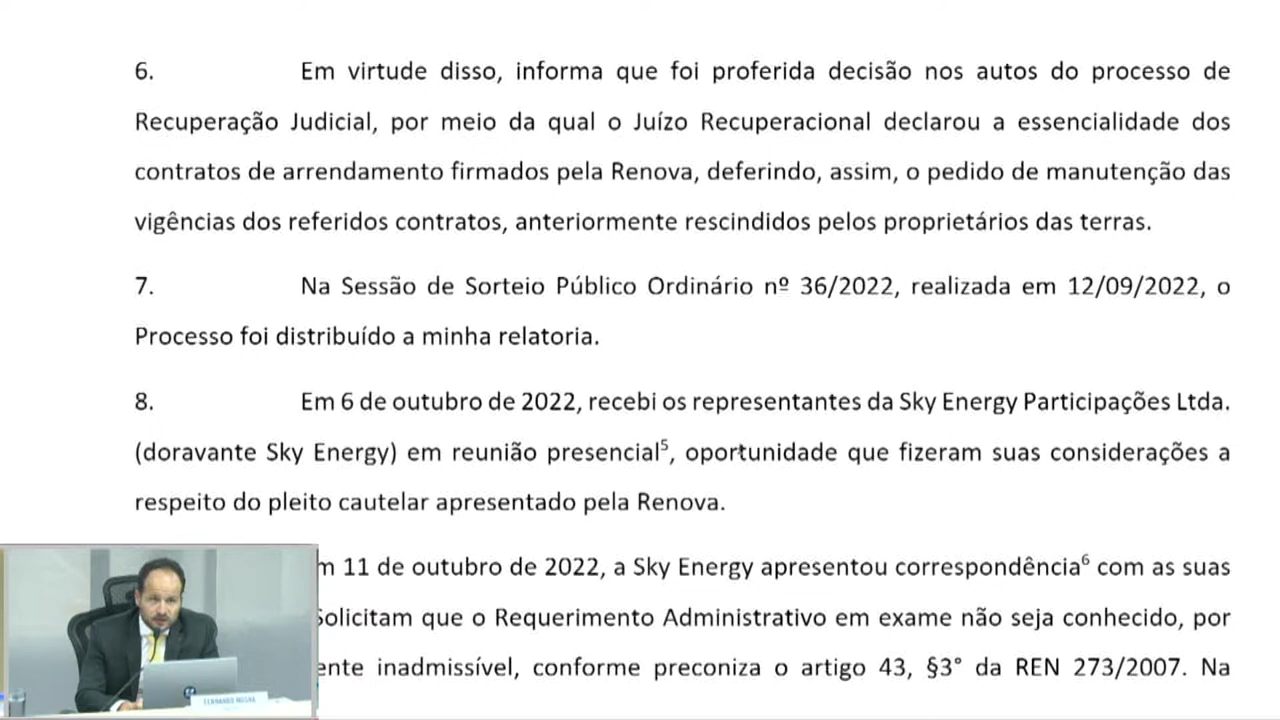 6. Em virtude disso, informa que foi proferida decisão nos autos do processo de
Recuperação Judicial, por meio da qual o Juízo Recuperacional declarou a essencialidade dos
contratos de arrendamento firmados pela Renova, deferindo, assim, o pedido de manutenção das
vigências dos referidos contratos, anteriormente rescindidos pelos proprietários das terras.
7. Na Sessão de Sorteio Público Ordinário nº 36/2022, realizada em 12/09/2022, o
Processo foi distribuído a minha relatoria.
8. Em 6 de outubro de 2022, recebi os representantes da Sky Energy Participações Ltda.
(doravante Sky Energy) em reunião presencial⁵, oportunidade que fizeram suas considerações a
respeito do pleito cautelar apresentado pela Renova.
m 11 de outubro de 2022, a Sky Energy apresentou correspondência⁶ com as suas
Solicitam que o Requerimento Administrativo em exame não seja conhecido, por
ente inadmissível, conforme preconiza o artigo 43, §3° da REN 273/2007. Na